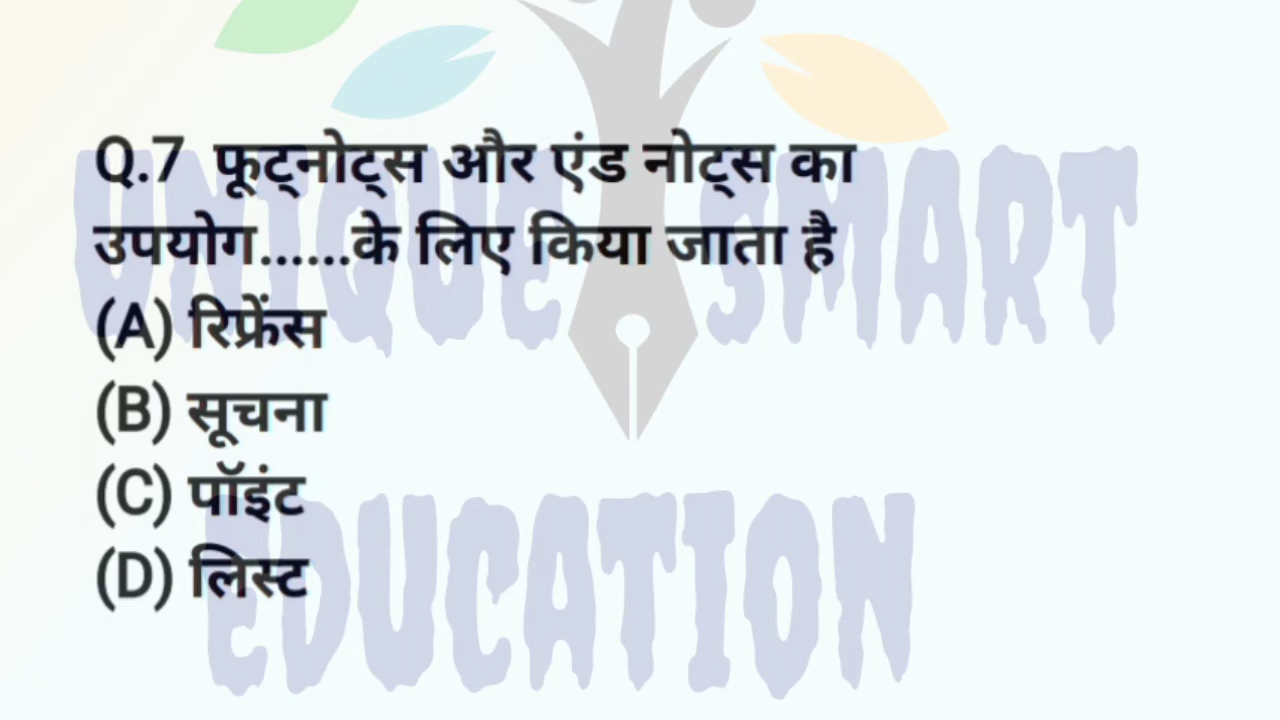 Q.7 फूट्नोट्स और एंड नोट्स का
उपयोग......के लिए किया जाता है
(A) रिफ्रेंस
(B) सूचना
(C) पॉइंट
(D) लिस्ट
UNIQUE SMART
EDUCATION